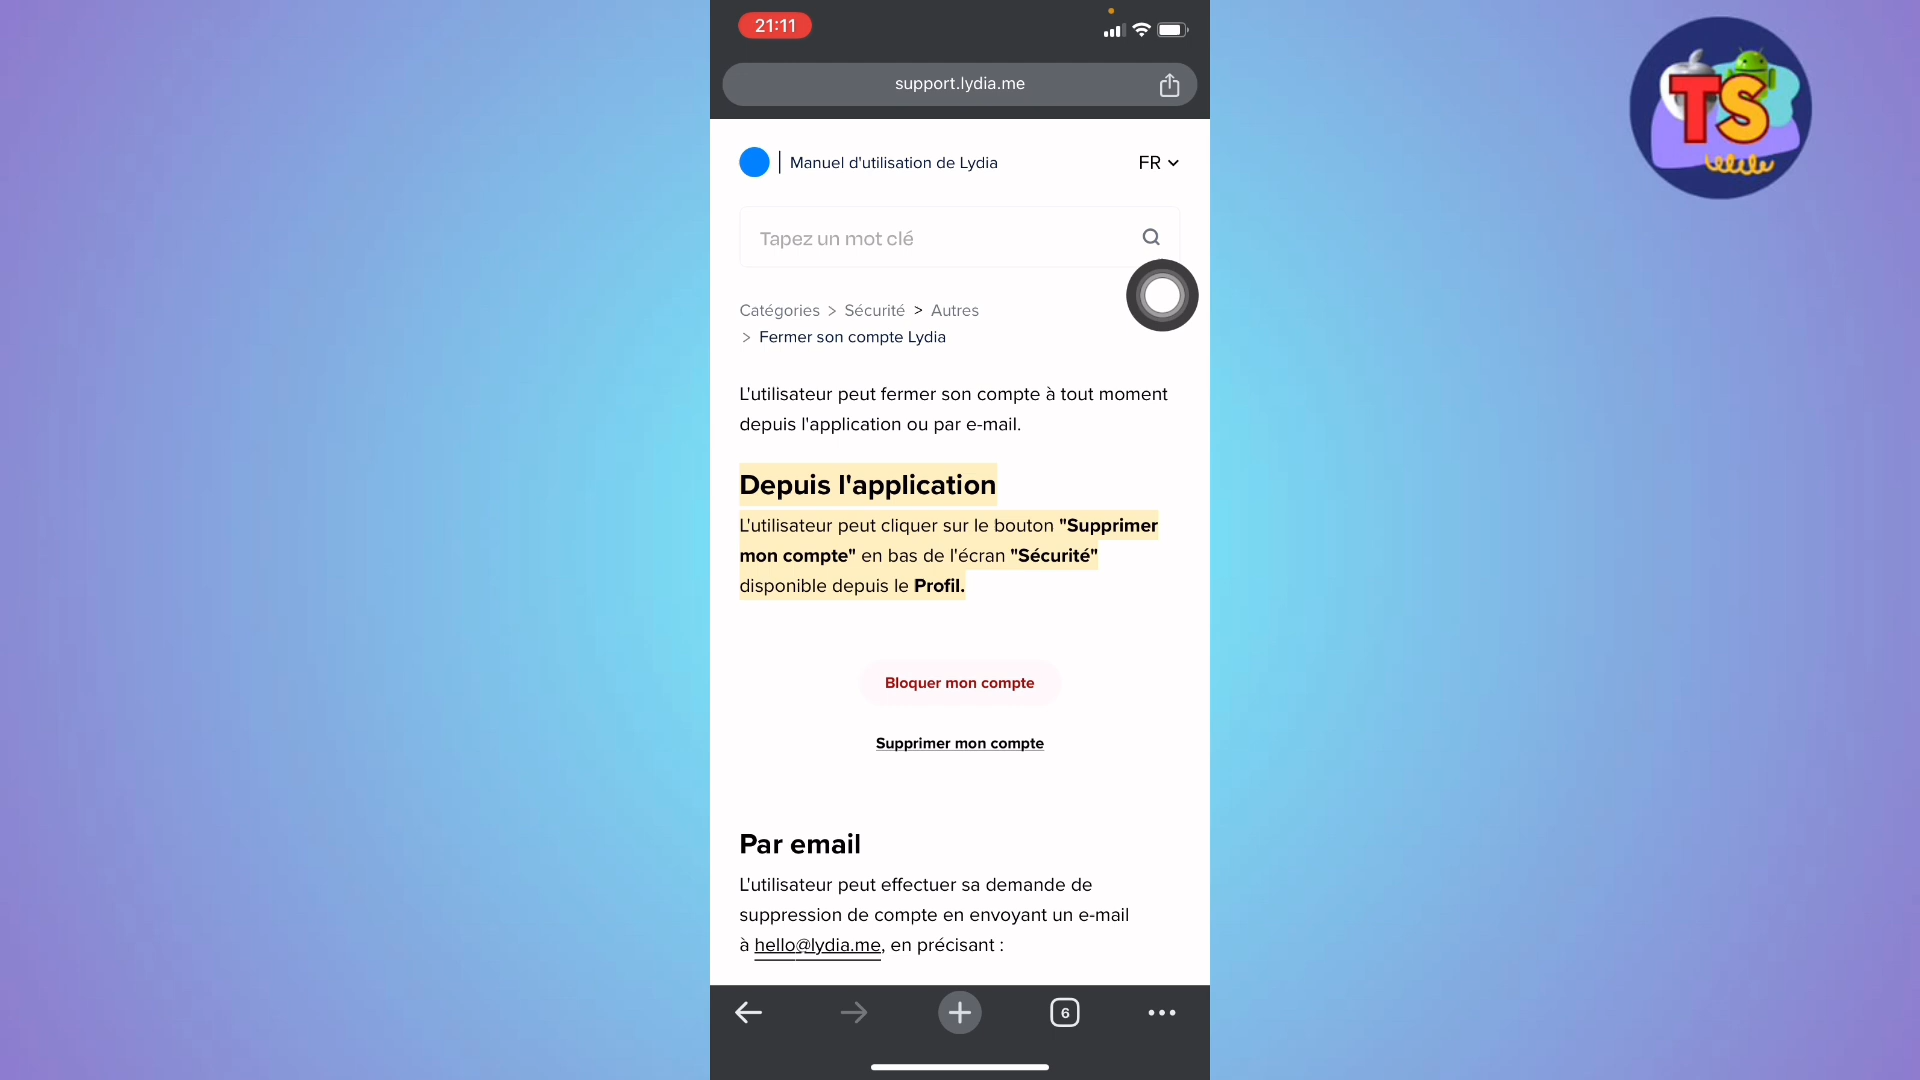 21:11
TS
support.lydia.me
Manuel d'utilisation de Lydia
FR
Tapez un mot clé
Catégories > Sécurité > Autres
> Fermer son compte Lydia
L'utilisateur peut fermer son compte à tout moment
depuis l'application ou par e-mail.
Depuis l'application
L'utilisateur peut cliquer sur le bouton "Supprimer
mon compte" en bas de l'écran "Sécurité"
disponible depuis le Profil.
Bloquer mon compte
Supprimer mon compte
Par email
L'utilisateur peut effectuer sa demande de
suppression de compte en envoyant un e-mail
à hello@lydia.me, en précisant :
6